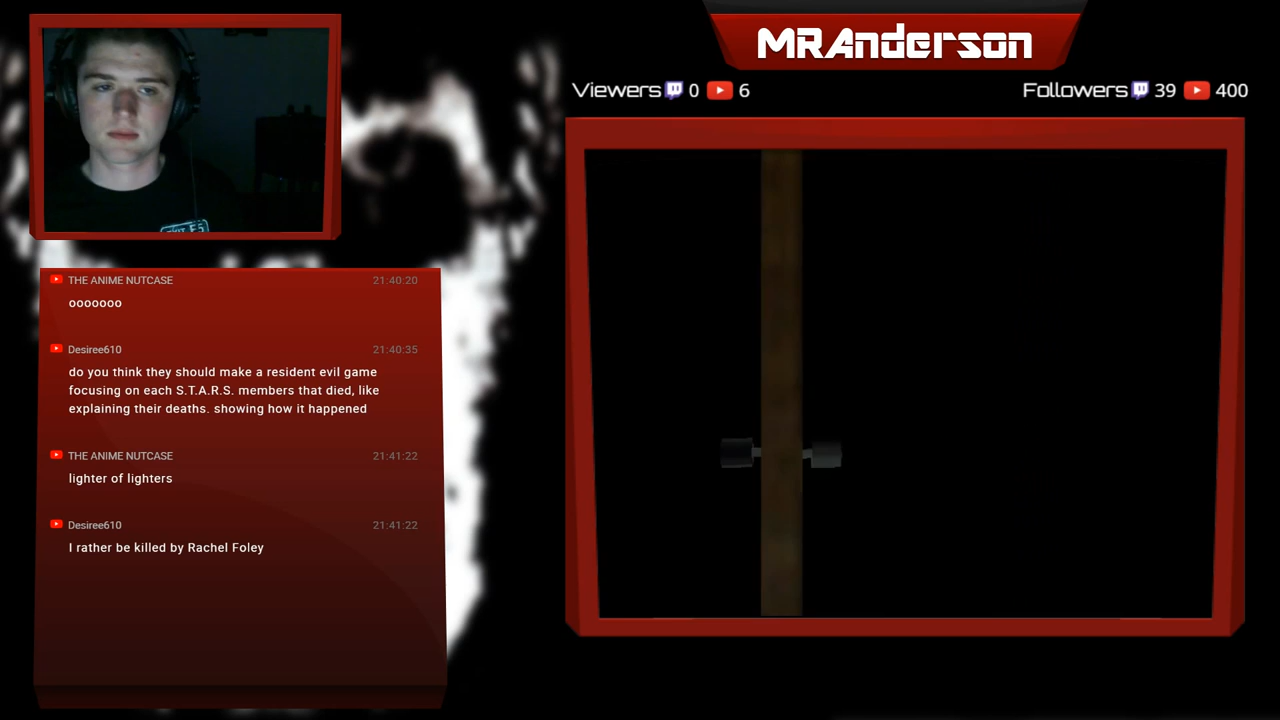 MRAnderson
Viewers 0 6
Followers 39 400
THE ANIME NUTCASE 21:40:20
ooooooo
Desiree610 21:40:35
do you think they should make a resident evil game
focusing on each S.T.A.R.S. members that died, like
explaining their deaths. showing how it happened
THE ANIME NUTCASE 21:41:22
lighter of lighters
Desiree610 21:41:22
I rather be killed by Rachel Foley